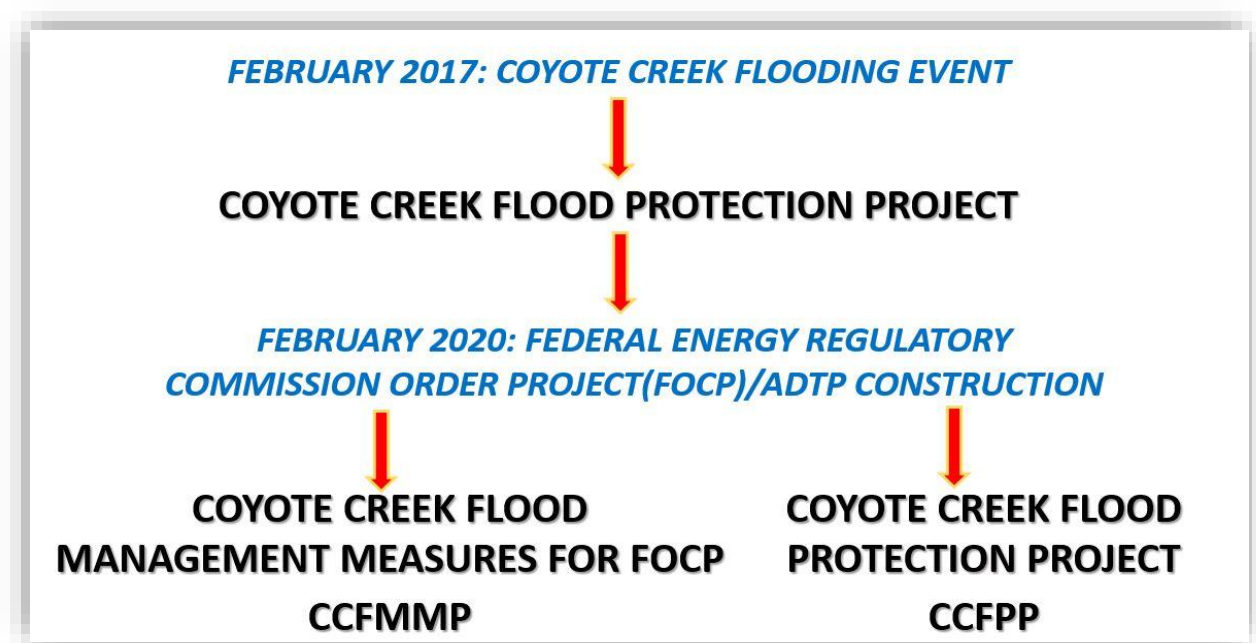 FEBRUARY 2017: COYOTE CREEK FLOODING EVENT
COYOTE CREEK FLOOD PROTECTION PROJECT
FEBRUARY 2020: FEDERAL ENERGY REGULATORY
COMMISSION ORDER PROJECT(FOCP)/ADTP CONSTRUCTION
COYOTE CREEK FLOOD
MANAGEMENT MEASURES FOR FOCP
CCFMMP
COYOTE CREEK FLOOD
PROTECTION PROJECT
CCFPP